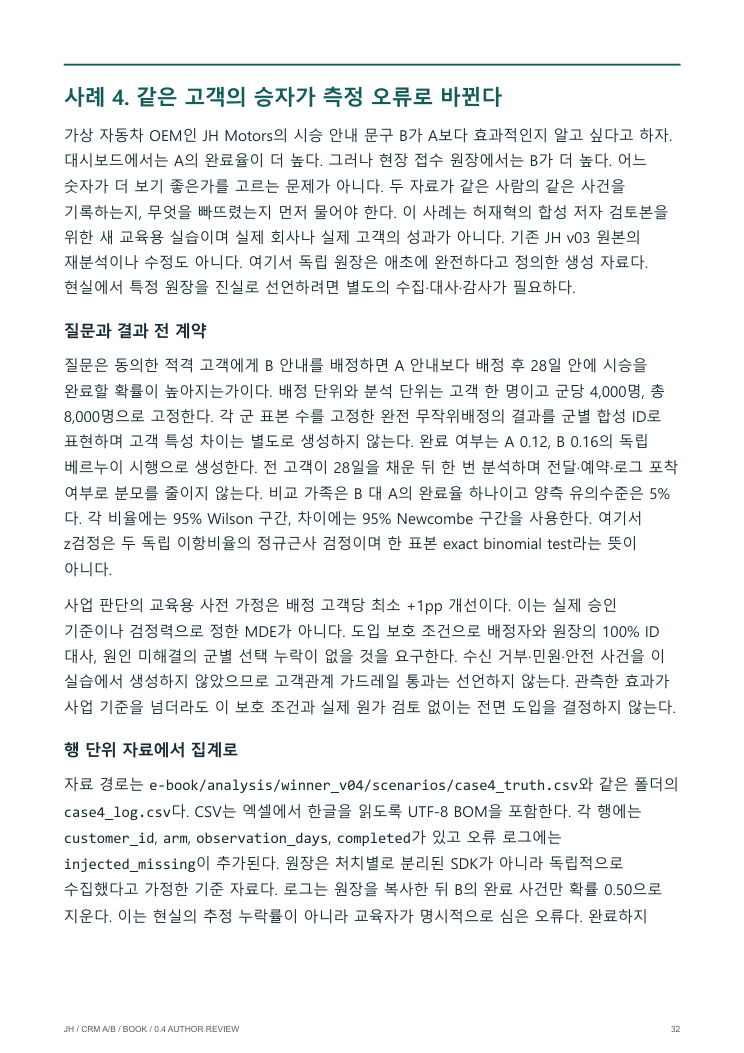 사례 4. 같은 고객의 승자가 측정 오류로 바뀐다
가상 자동차 OEM인 JH Motors의 시승 안내 문구 B가 A보다 효과적인지 알고 싶다고 하자.
대시보드에서는 A의 완료율이 더 높다. 그러나 현장 접수 원장에서는 B가 더 높다. 어느
숫자가 더 보기 좋은가를 고르는 문제가 아니다. 두 자료가 같은 사람의 같은 사건을
기록하는지, 무엇을 빠뜨렸는지 먼저 물어야 한다. 이 사례는 허재혁의 합성 저자 검토본을
위한 새 교육용 실습이며 실제 회사나 실제 고객의 성과가 아니다. 기존 JH v03 원본의
재분석이나 수정도 아니다. 여기서 독립 원장은 애초에 완전하다고 정의한 생성 자료다.
현실에서 특정 원장을 진실로 선언하려면 별도의 수집·대사·감사가 필요하다.
질문과 결과 전 계약
질문은 동의한 적격 고객에게 B 안내를 배정하면 A 안내보다 배정 후 28일 안에 시승을
완료할 확률이 높아지는가이다. 배정 단위와 분석 단위는 고객 한 명이고 군당 4,000명, 총
8,000명으로 고정한다. 각 군 표본 수를 고정한 완전 무작위배정의 결과를 군별 합성 ID로
표현하며 고객 특성 차이는 별도로 생성하지 않는다. 완료 여부는 A 0.12, B 0.16의 독립
베르누이 시행으로 생성한다. 전 고객이 28일을 채운 뒤 한 번 분석하며 전달·예약·로그 포착
여부로 분모를 줄이지 않는다. 비교 가족은 B 대 A의 완료율 하나이고 양측 유의수준은 5%
다. 각 비율에는 95% Wilson 구간, 차이에는 95% Newcombe 구간을 사용한다. 여기서
z검정은 두 독립 이항비율의 정규근사 검정이며 한 표본 exact binomial test라는 뜻이
아니다.
사업 판단의 교육용 사전 가정은 배정 고객당 최소 +1pp 개선이다. 이는 실제 승인
기준이나 검정력으로 정한 MDE가 아니다. 도입 보호 조건으로 배정자와 원장의 100% ID
대사, 원인 미해결의 군별 선택 누락이 없을 것을 요구한다. 수신 거부·민원·안전 사건을 이
실습에서 생성하지 않았으므로 고객관계 가드레일 통과는 선언하지 않는다. 관측한 효과가
사업 기준을 넘더라도 이 보호 조건과 실제 원가 검토 없이는 전면 도입을 결정하지 않는다.
행 단위 자료에서 집계로
자료 경로는 e-book/analysis/winner_v04/scenarios/case4_truth.csv와 같은 폴더의
case4_log.csv다. CSV는 엑셀에서 한글을 읽도록 UTF-8 BOM을 포함한다. 각 행에는
customer_id, arm, observation_days, completed가 있고 오류 로그에는
injected_missing이 추가된다. 원장은 처치별로 분리된 SDK가 아니라 독립적으로
수집했다고 가정한 기준 자료다. 로그는 원장을 복사한 뒤 B의 완료 사건만 확률 0.50으로
지운다. 이는 현실의 추정 누락률이 아니라 교육자가 명시적으로 심은 오류다. 완료하지
JH / CRM A/B / BOOK / 0.4 AUTHOR REVIEW
32